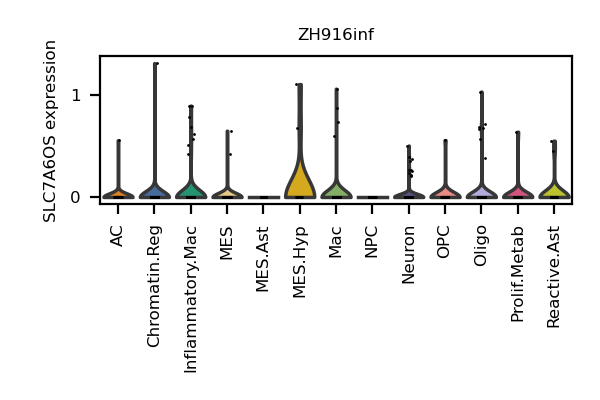 ZH916inf
SLC7A6OS expression
1
0
AC
Chromatin.Reg
Inflammatory.Mac
MES
MES.Ast
MES.Hyp
Mac
NPC
Neuron
OPC
Oligo
Prolif.Metab
Reactive.Ast